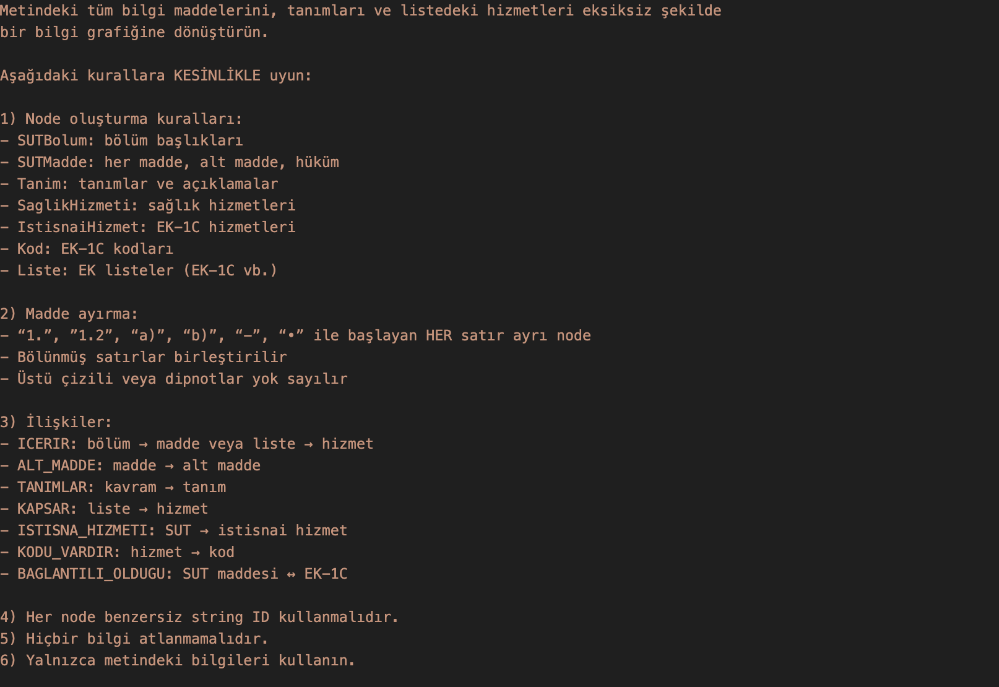 Metindeki tüm bilgi maddelerini, tanımları ve listedeki hizmetleri eksiksiz şekilde
bir bilgi grafiğine dönüştürün.

Aşağıdaki kurallara KESİNLİKLE uyun:

1) Node oluşturma kuralları:
– SUTBolum: bölüm başlıkları
– SUTMadde: her madde, alt madde, hüküm
– Tanim: tanımlar ve açıklamalar
– SaglikHizmeti: sağlık hizmetleri
– IstisnaiHizmet: EK–1C hizmetleri
– Kod: EK–1C kodları
– Liste: EK listeler (EK–1C vb.)

2) Madde ayırma:
– “1.”, ”1.2”, “a)”, “b)”, “–”, “•” ile başlayan HER satır ayrı node
– Bölünmüş satırlar birleştirilir
– Üstü çizili veya dipnotlar yok sayılır

3) İlişkiler:
– ICERIR: bölüm → madde veya liste → hizmet
– ALT_MADDE: madde → alt madde
– TANIMLAR: kavram → tanım
– KAPSAR: liste → hizmet
– ISTISNA_HIZMETI: SUT → istisnai hizmet
– KODU_VARDIR: hizmet → kod
– BAGLANTILI_OLDUGU: SUT maddesi ↔ EK–1C

4) Her node benzersiz string ID kullanmalıdır.
5) Hiçbir bilgi atlanmamalıdır.
6) Yalnızca metindeki bilgileri kullanın.